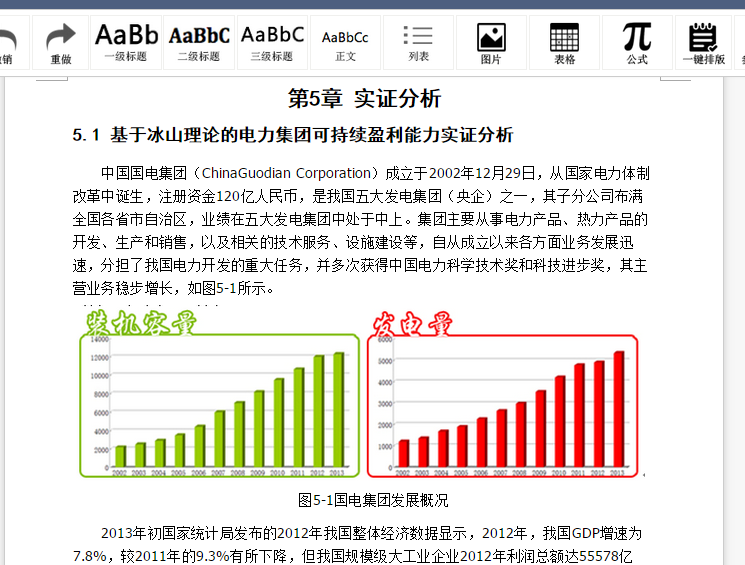 重做
AaBb
一级标题
AaBbC
二级标题
AaBbC
三级标题
AaBbCc
正文
列表
图片
表格
π
公式
一键排版
第5章 实证分析
5.1 基于冰山理论的电力集团可持续盈利能力实证分析
中国国电集团（ChinaGuodian Corporation）成立于2002年12月29日，从国家电力体制
改革中诞生，注册资金120亿人民币，是我国五大发电集团（央企）之一，其子分公司布满
全国各省市自治区，业绩在五大发电集团中处于中上。集团主要从事电力产品、热力产品的
开发、生产和销售，以及相关的技术服务、设施建设等，自从成立以来各方面业务发展迅
速，分担了我国电力开发的重大任务，并多次获得中国电力科学技术奖和科技进步奖，其主
营业务稳步增长，如图5-1所示。
装机容量
14000
12000
10000
8000
6000
4000
2000
0
2002 2003 2004 2005 2006 2007 2008 2009 2010 2011 2012 2013
发电量
6000
5000
4000
3000
2000
1000
0
2002 2003 2004 2005 2006 2007 2008 2009 2010 2011 2012 2013
图5-1国电集团发展概况
2013年初国家统计局发布的2012年我国整体经济数据显示，2012年，我国GDP增速为
7.8%，较2011年的9.3%有所下降，但我国规模级大工业企业2012年利润总额达55578亿